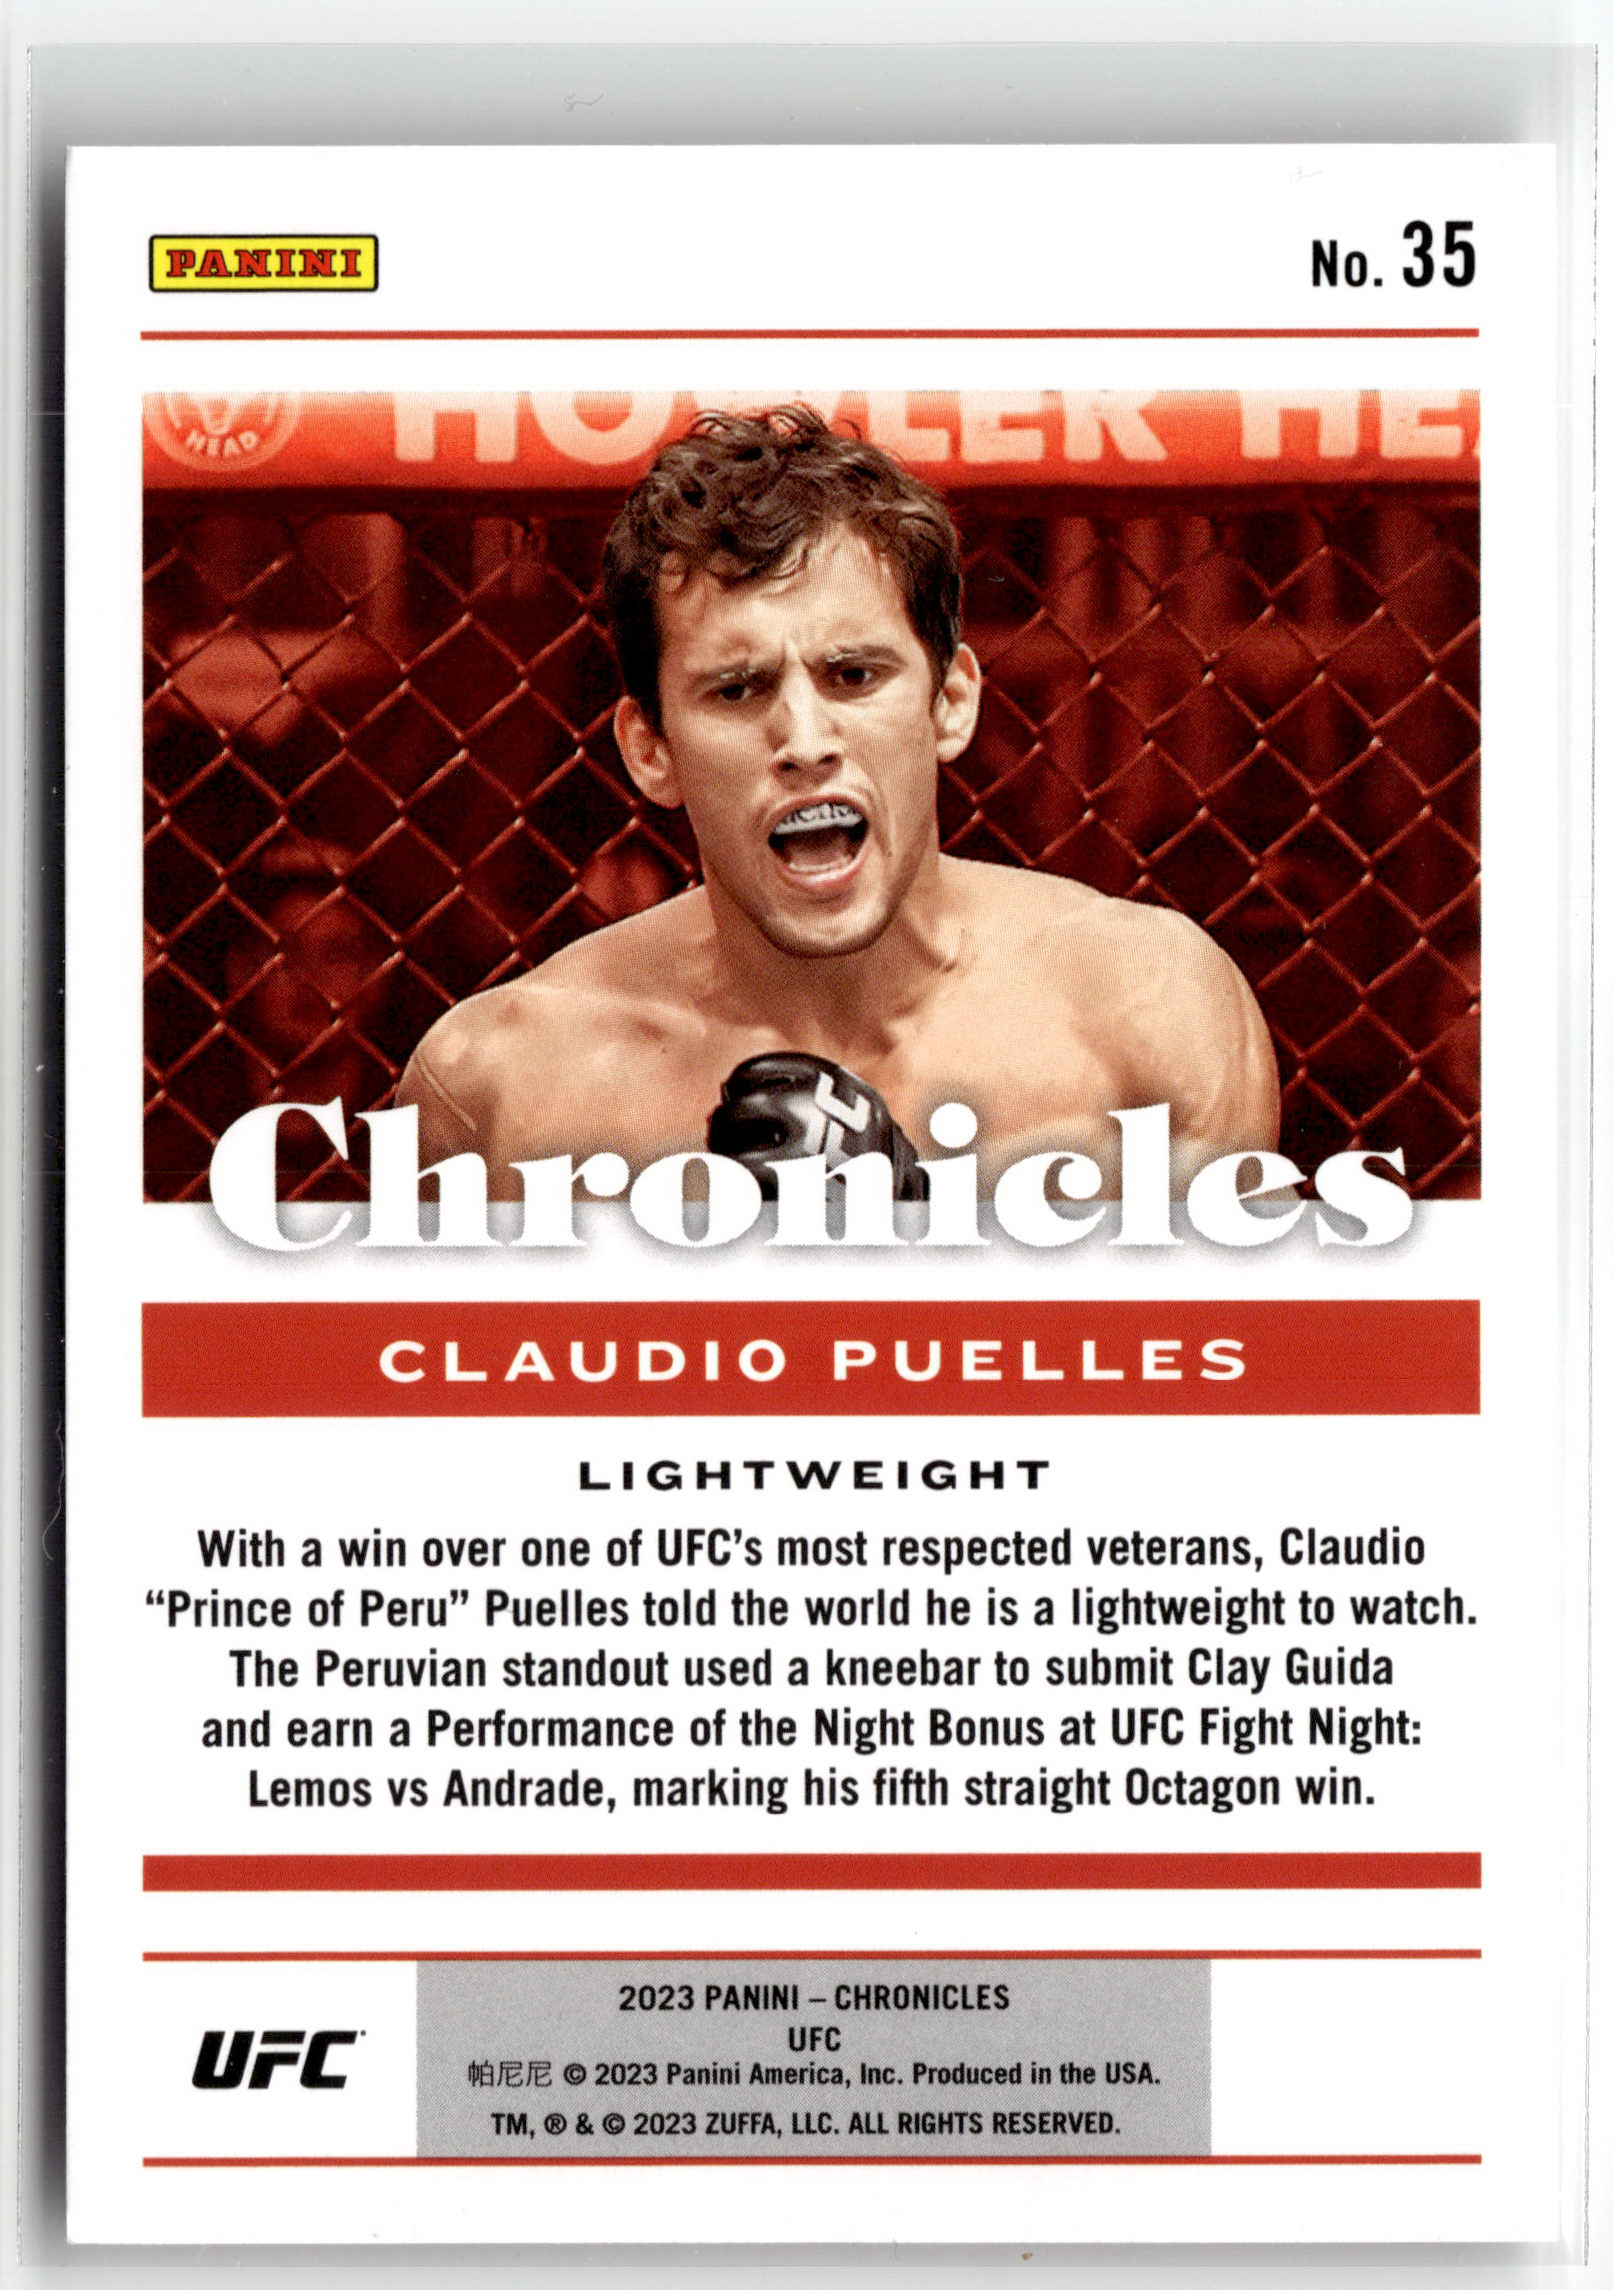 PANINI
No. 35
HOWLER HEA
HEAD
Chronicles
CLAUDIO PUELLES
LIGHTWEIGHT
With a win over one of UFC's most respected veterans, Claudio
“Prince of Peru” Puelles told the world he is a lightweight to watch.
The Peruvian standout used a kneebar to submit Clay Guida
and earn a Performance of the Night Bonus at UFC Fight Night:
Lemos vs Andrade, marking his fifth straight Octagon win.
UFC
2023 PANINI – CHRONICLES
UFC
帕尼尼 © 2023 Panini America, Inc. Produced in the USA.
TM, ® & © 2023 ZUFFA, LLC. ALL RIGHTS RESERVED.